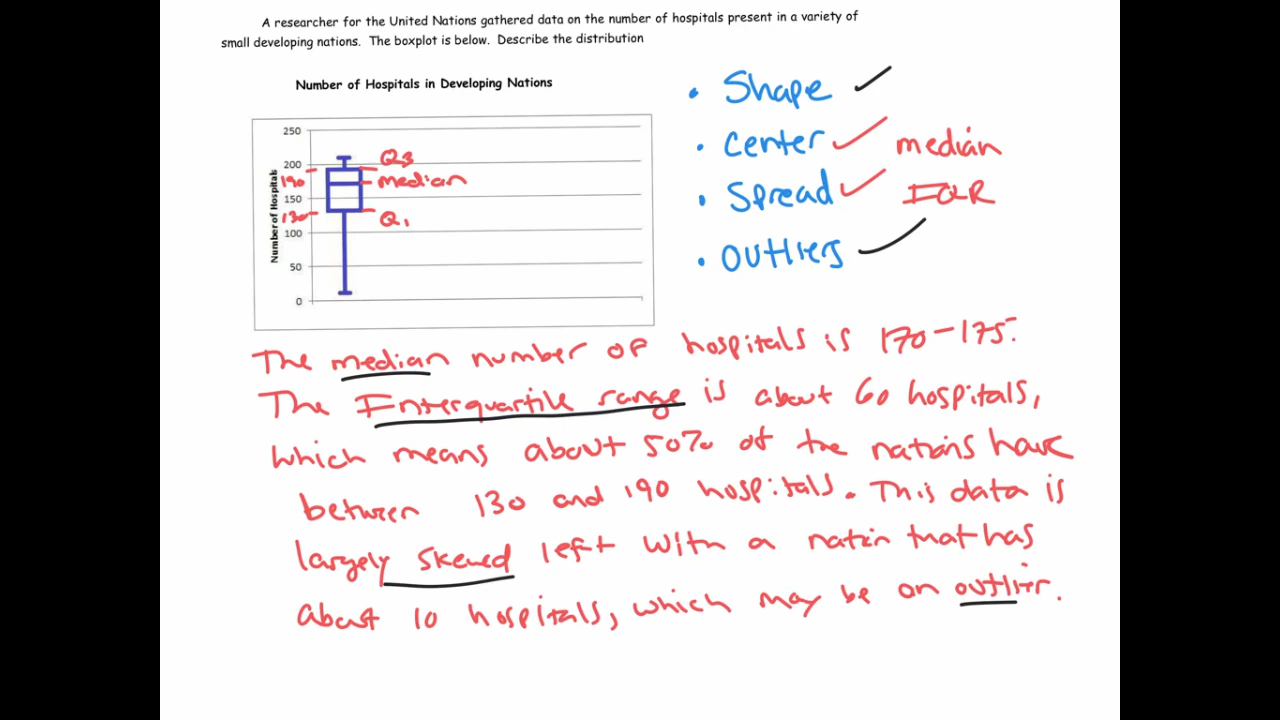 A researcher for the United Nations gathered data on the number of hospitals present in a variety of
small developing nations. The boxplot is below. Describe the distribution
Number of Hospitals in Developing Nations
Number of Hospitals
250
200
150
100
50
0
190
130
Q3
median
Q1
• Shape
• Center median
• Spread IQR
• Outliers
The median number of hospitals is 170-175.
The Interquartile range is about 60 hospitals,
which means about 50% of the nations have
between 130 and 190 hospitals. This data is
largely skewed left with a nation that has
about 10 hospitals, which may be an outlier.